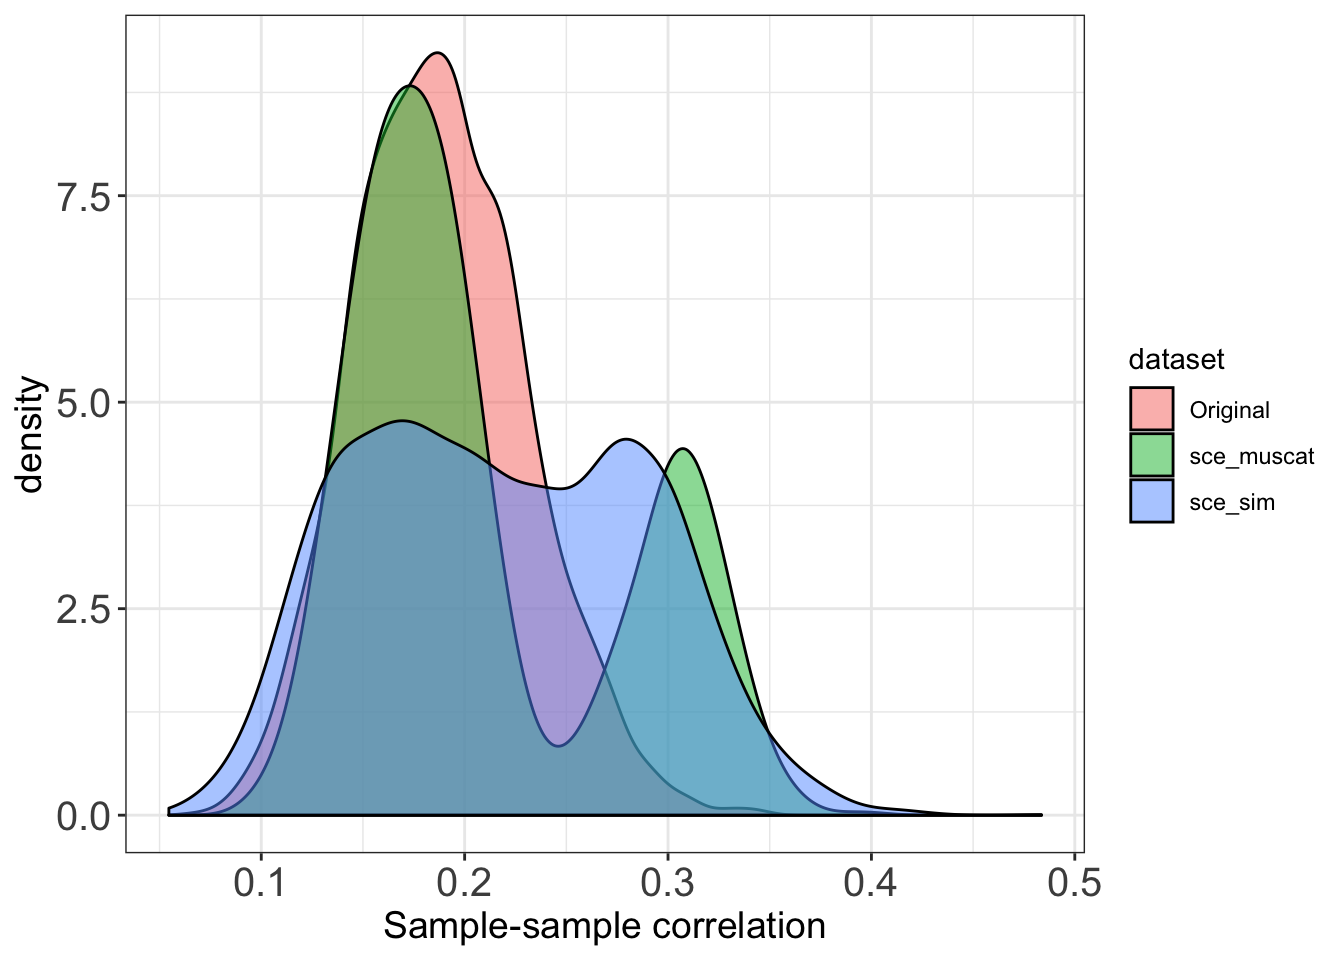 density
7.5
5.0
2.5
0.0
0.1 0.2 0.3 0.4 0.5
Sample-sample correlation
dataset
Original
sce_muscat
sce_sim